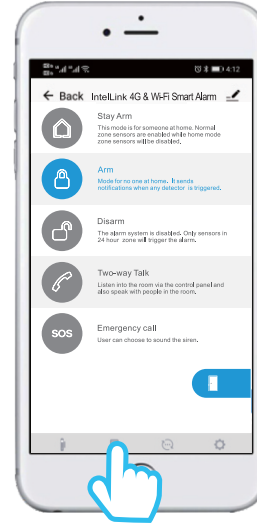 4:12
Back IntelLink 4G & Wi-Fi Smart Alarm
Stay Arm
This mode is for someone at home. Normal
zone sensors are enabled while home mode
zone sensors will be disabled.
Arm
Mode for no one at home. It sends
notifications when any detector is triggered.
Disarm
The alarm system is disabled. Only sensors in
24 hour zone will trigger the alarm.
Two-way Talk
Listen into the room via the control panel and
also speak with people in the room.
SOS
Emergency call
User can choose to sound the siren.